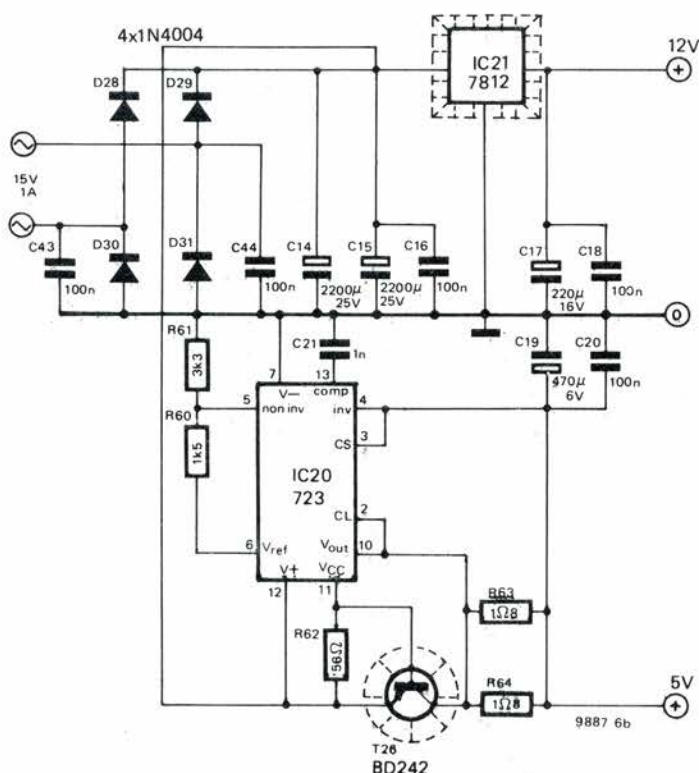 4x1N4004
12V
+
IC21
7812
D28
D29
15V
1A
C43
100n
D30
D31
C44
100n
C14
2200µ
25V
C15
2200µ
25V
C16
100n
C17
220µ
16V
C18
100n
0
R61
3k3
C21
1n
C19
470µ
6V
C20
100n
7
V−
13
comp
R60
1k5
5
non inv
inv
4
CS
3
IC20
723
CL
2
6
Vref
Vout
10
V+
12
VCC
11
R62
56Ω
R63
1Ω8
R64
1Ω8
5V
+
9887 6b
T26
BD242